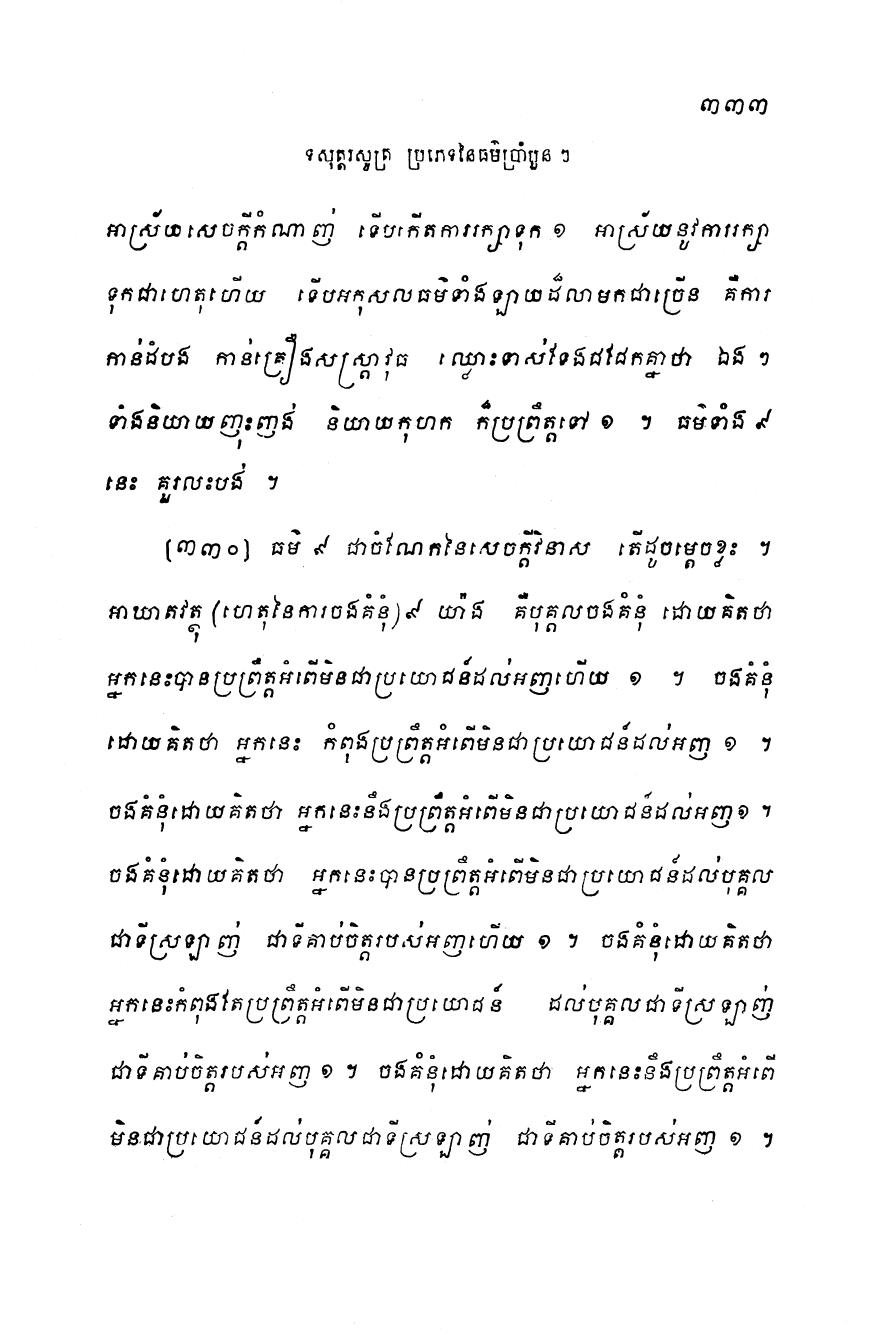 ៣៣៣
ទសុត្តរសូត្រ ប្រភេទនៃធម៌ប្រាំបួន ៗ
អាស្រ័យសេចក្តីកំណាញ់ ទើបកើតការរក្សាទុក ១ អាស្រ័យនូវការរក្សា
ទុកជាហេតុហើយ ទើបអកុសលធម៌ទាំងឡាយដ៏លាមកជាច្រើន គឺការ
កាន់ដំបង កាន់គ្រឿងសស្ត្រាវុធ ឈ្លោះទាស់ទែងដដែកគ្នាថា ឯង ៗ
ទាំងនិយាយញុះញង់ និយាយកុហក ក៏ប្រព្រឹត្តទៅ ១ ។ ធម៌ទាំង ៩
នេះ គួរលះបង់ ។
[៣៣០] ធម៌ ៩ ជាចំណែកនៃសេចក្តីវិនាស តើដូចម្តេចខ្លះ ។
អាឃាតវត្ថុ (ហេតុនៃការចងគំនុំ) ៩ យ៉ាង គឺបុគ្គលចងគំនុំ ដោយគិតថា
អ្នកនេះបានប្រព្រឹត្តអំពើមិនជាប្រយោជន៍ដល់អញហើយ ១ ។ ចងគំនុំ
ដោយគិតថា អ្នកនេះ កំពុងប្រព្រឹត្តអំពើមិនជាប្រយោជន៍ដល់អញ ១ ។
ចងគំនុំដោយគិតថា អ្នកនេះនឹងប្រព្រឹត្តអំពើមិនជាប្រយោជន៍ដល់អញ១ ។
ចងគំនុំដោយគិតថា អ្នកនេះបានប្រព្រឹត្តអំពើមិនជាប្រយោជន៍ដល់បុគ្គល
ជាទីស្រឡាញ់ ជាទីគាប់ចិត្តរបស់អញហើយ ១ ។ ចងគំនុំដោយគិតថា
អ្នកនេះកំពុងតែប្រព្រឹត្តអំពើមិនជាប្រយោជន៍ ដល់បុគ្គលជាទីស្រឡាញ់
ជាទីគាប់ចិត្តរបស់អញ ១ ។ ចងគំនុំដោយគិតថា អ្នកនេះនឹងប្រព្រឹត្តអំពើ
មិនជាប្រយោជន៍ដល់បុគ្គលជាទីស្រឡាញ់ ជាទីគាប់ចិត្តរបស់អញ ១ ។